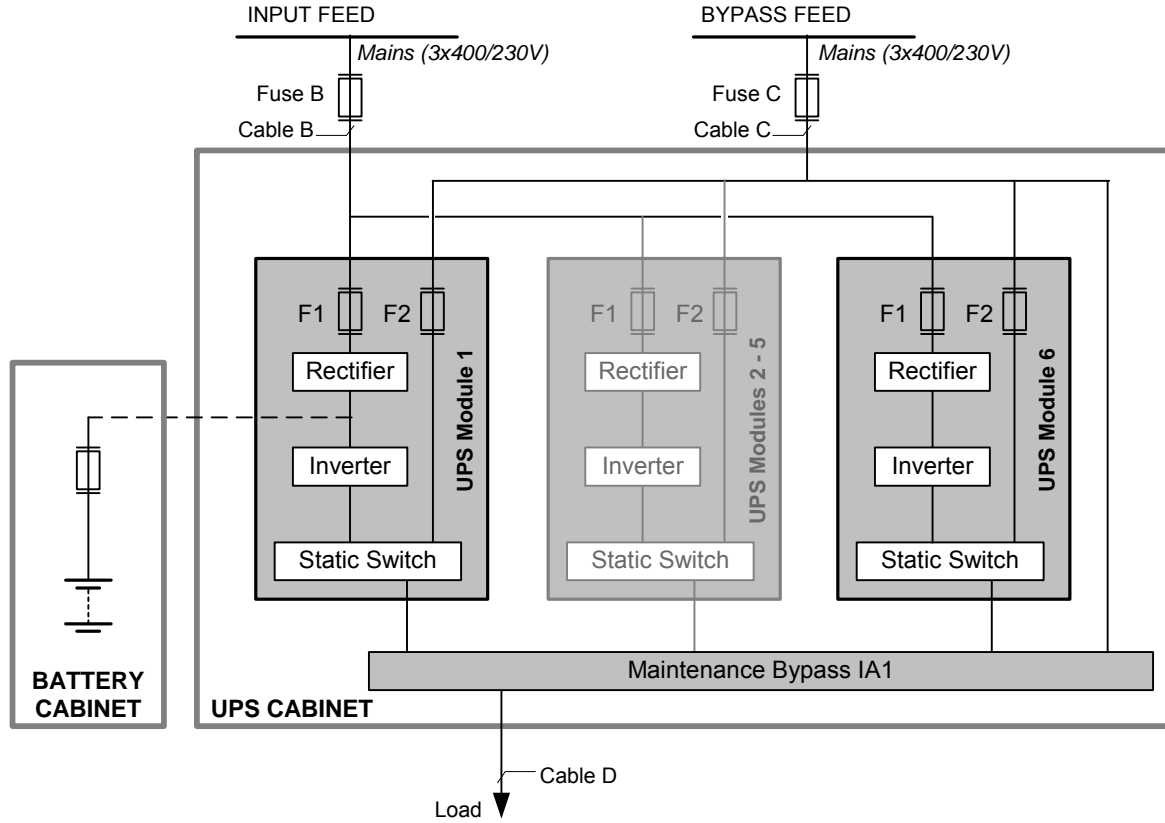 INPUT FEED
BYPASS FEED
Mains (3x400/230V)
Mains (3x400/230V)
Fuse B
Fuse C
Cable B
Cable C
F1
F2
F1
F2
F1
F2
Rectifier
Rectifier
Rectifier
UPS Module 1
UPS Modules 2 - 5
UPS Module 6
Inverter
Inverter
Inverter
Static Switch
Static Switch
Static Switch
Maintenance Bypass IA1
BATTERY
CABINET
UPS CABINET
Cable D
Load